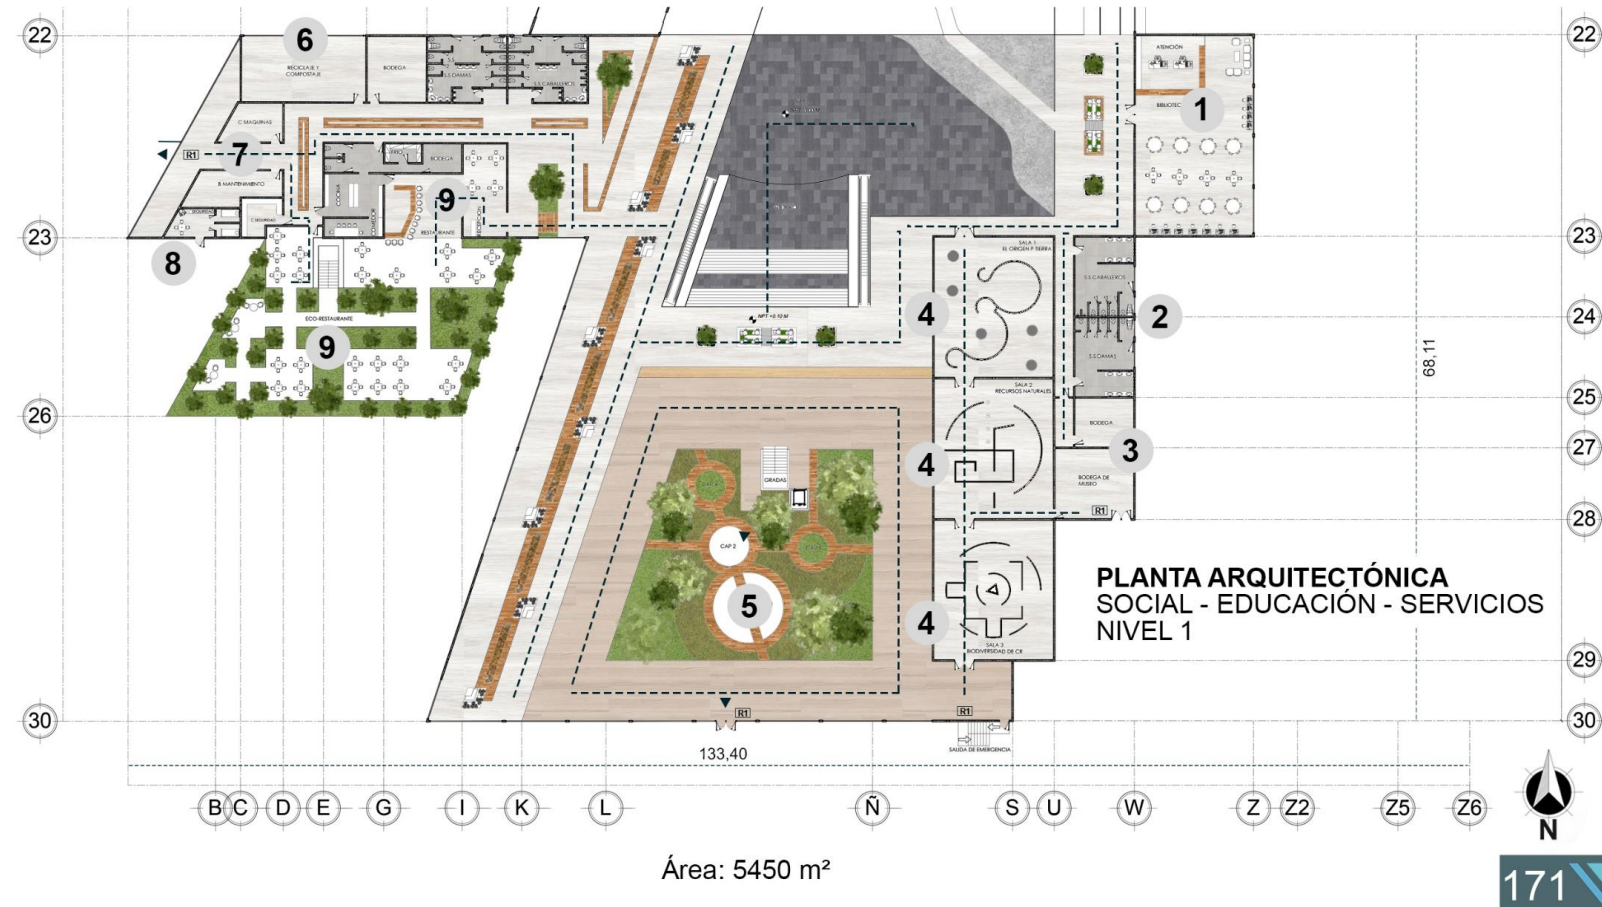 22
22
6
RECICLAJE Y
COMPOSTAJE
BODEGA
S.S
S.S.DAMAS
S.S.CABALLEROS
ATENCIÓN
1
C MAQUINAS
R1
7
BODEGA
B.MANTENIMIENTO
9
RESTAURANTE
23
23
8
SALA 1
EL ORIGEN P TIERRA
S.S.CABALLEROS
4
24
2
NPT +0.10 M
ECO-RESTAURANTE
9
S.S.DAMAS
68,11
SALA 2
RECURSOS NATURALES
25
26
BODEGA
27
3
4
GRADAS
BODEGA DE
MUSEO
R1
28
CAP 2
5
4
PLANTA ARQUITECTÓNICA
SOCIAL - EDUCACIÓN - SERVICIOS
NIVEL 1
SALA 3
BIODIVERSIDAD DE CR
29
R1
R1
30
30
SALIDA DE EMERGENCIA
133,40
B C D E G I K L Ñ S U W Z Z2 Z5 Z6
N
Área: 5450 m²
171